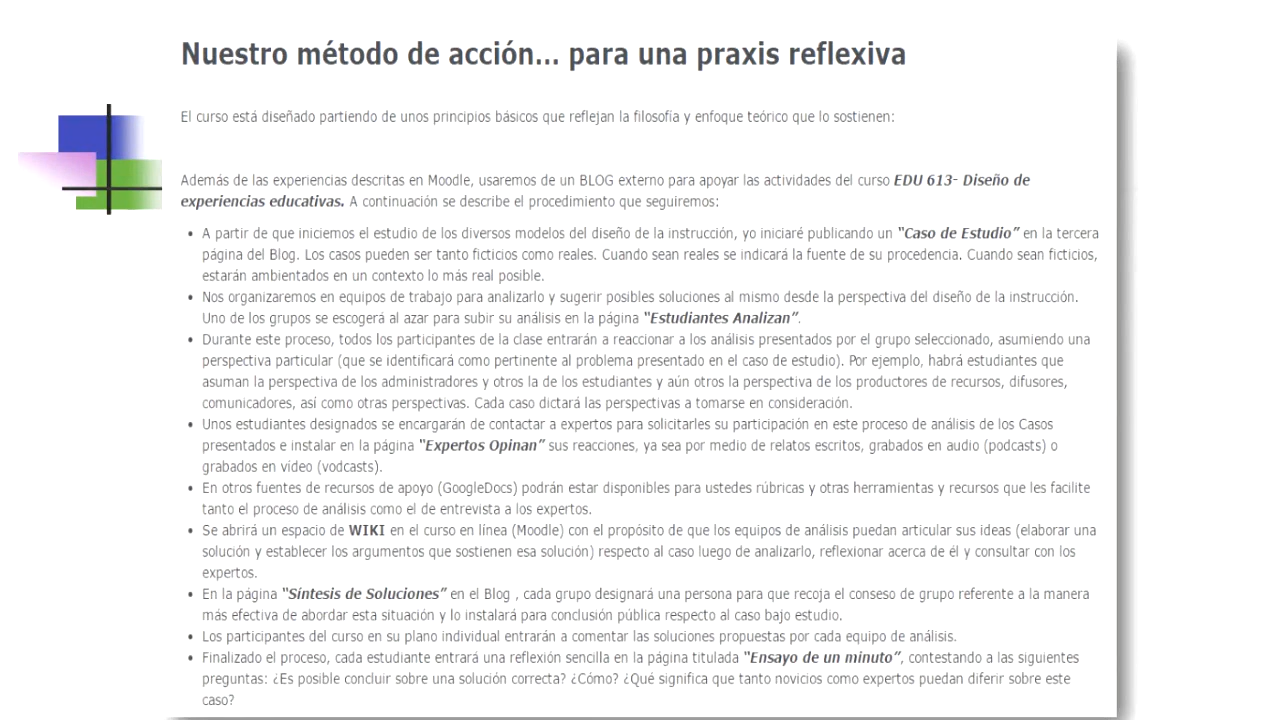 Nuestro método de acción... para una praxis reflexiva
El curso está diseñado partiendo de unos principios básicos que reflejan la filosofía y enfoque teórico que lo sostienen:
Además de las experiencias descritas en Moodle, usaremos de un BLOG externo para apoyar las actividades del curso EDU 613- Diseño de
experiencias educativas. A continuación se describe el procedimiento que seguiremos:
• A partir de que iniciemos el estudio de los diversos modelos del diseño de la instrucción, yo iniciaré publicando un “Caso de Estudio” en la tercera
página del Blog. Los casos pueden ser tanto ficticios como reales. Cuando sean reales se indicará la fuente de su procedencia. Cuando sean ficticios,
estarán ambientados en un contexto lo más real posible.
• Nos organizaremos en equipos de trabajo para analizarlo y sugerir posibles soluciones al mismo desde la perspectiva del diseño de la instrucción.
Uno de los grupos se escogerá al azar para subir su análisis en la página “Estudiantes Analizan”.
• Durante este proceso, todos los participantes de la clase entrarán a reaccionar a los análisis presentados por el grupo seleccionado, asumiendo una
perspectiva particular (que se identificará como pertinente al problema presentado en el caso de estudio). Por ejemplo, habrá estudiantes que
asuman la perspectiva de los administradores y otros la de los estudiantes y aún otros la perspectiva de los productores de recursos, difusores,
comunicadores, así como otras perspectivas. Cada caso dictará las perspectivas a tomarse en consideración.
• Unos estudiantes designados se encargarán de contactar a expertos para solicitarles su participación en este proceso de análisis de los Casos
presentados e instalar en la página “Expertos Opinan” sus reacciones, ya sea por medio de relatos escritos, grabados en audio (podcasts) o
grabados en vídeo (vodcasts).
• En otros fuentes de recursos de apoyo (GoogleDocs) podrán estar disponibles para ustedes rúbricas y otras herramientas y recursos que les facilite
tanto el proceso de análisis como el de entrevista a los expertos.
• Se abrirá un espacio de WIKI en el curso en línea (Moodle) con el propósito de que los equipos de análisis puedan articular sus ideas (elaborar una
solución y establecer los argumentos que sostienen esa solución) respecto al caso luego de analizarlo, reflexionar acerca de él y consultar con los
expertos.
• En la página “Síntesis de Soluciones” en el Blog , cada grupo designará una persona para que recoja el conseso de grupo referente a la manera
más efectiva de abordar esta situación y lo instalará para conclusión pública respecto al caso bajo estudio.
• Los participantes del curso en su plano individual entrarán a comentar las soluciones propuestas por cada equipo de análisis.
• Finalizado el proceso, cada estudiante entrará una reflexión sencilla en la página titulada “Ensayo de un minuto”, contestando a las siguientes
preguntas: ¿Es posible concluir sobre una solución correcta? ¿Cómo? ¿Qué significa que tanto novicios como expertos puedan diferir sobre este
caso?